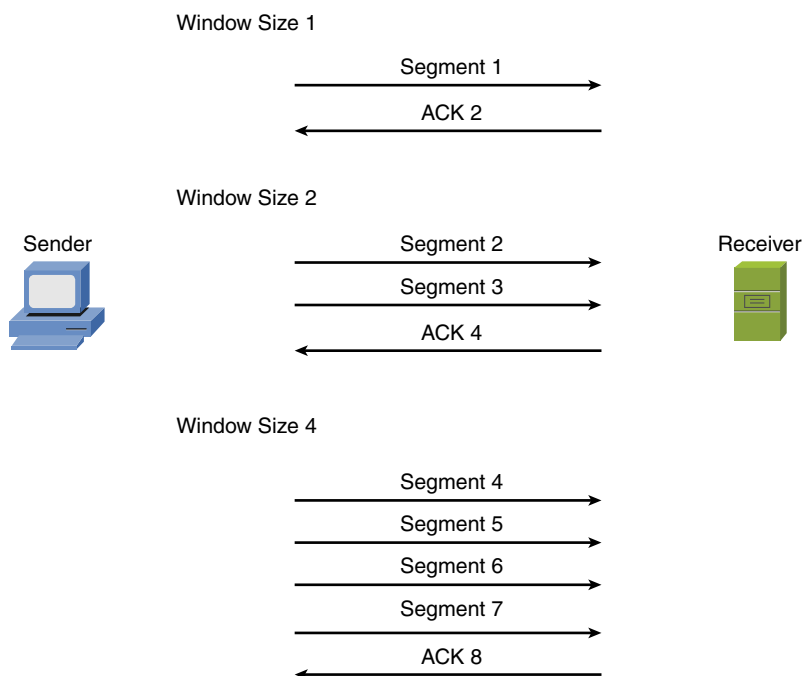 Window Size 1
Segment 1
ACK 2
Window Size 2
Sender
Receiver
Segment 2
Segment 3
ACK 4
Window Size 4
Segment 4
Segment 5
Segment 6
Segment 7
ACK 8